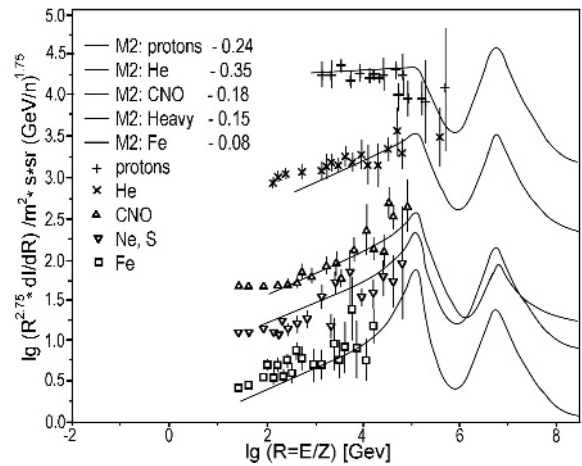 lg (R^2.75 * dI/dR) /m^2 * s*sr (GeV/n)^1.75
5.0
4.5
4.0
3.5
3.0
2.5
2.0
1.5
1.0
0.5
0.0
M2: protons - 0.24
M2: He - 0.35
M2: CNO - 0.18
M2: Heavy - 0.15
M2: Fe - 0.08
protons
He
CNO
Ne, S
Fe
-2 0 2 4 6 8
lg (R=E/Z) [Gev]